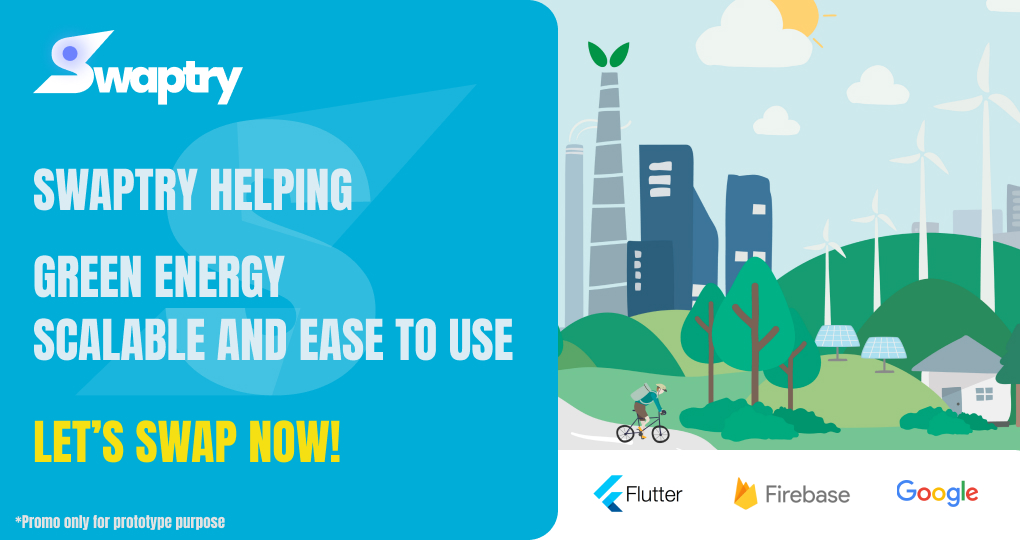 Swaptry
SWAPTRY HELPING
GREEN ENERGY
SCALABLE AND EASE TO USE
LET’S SWAP NOW!
*Promo only for prototype purpose
Flutter
Firebase
Google